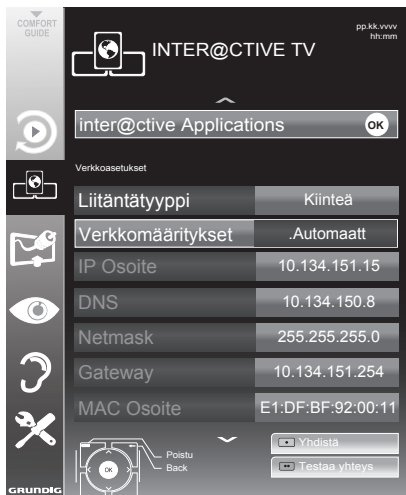 COMFORT
GUIDE
INTER@CTIVE TV
pp.kk.vvvv
hh:mm
inter@ctive Applications
OK
Verkkoasetukset
Liitäntätyyppi
Kiinteä
Verkkomääritykset
.Automaatt
IP Osoite
10.134.151.15
DNS
10.134.150.8
Netmask
255.255.255.0
Gateway
10.134.151.254
MAC Osoite
E1:DF:BF:92:00:11
Poistu
Back
OK
Yhdistä
Testaa yhteys
GRUNDIG